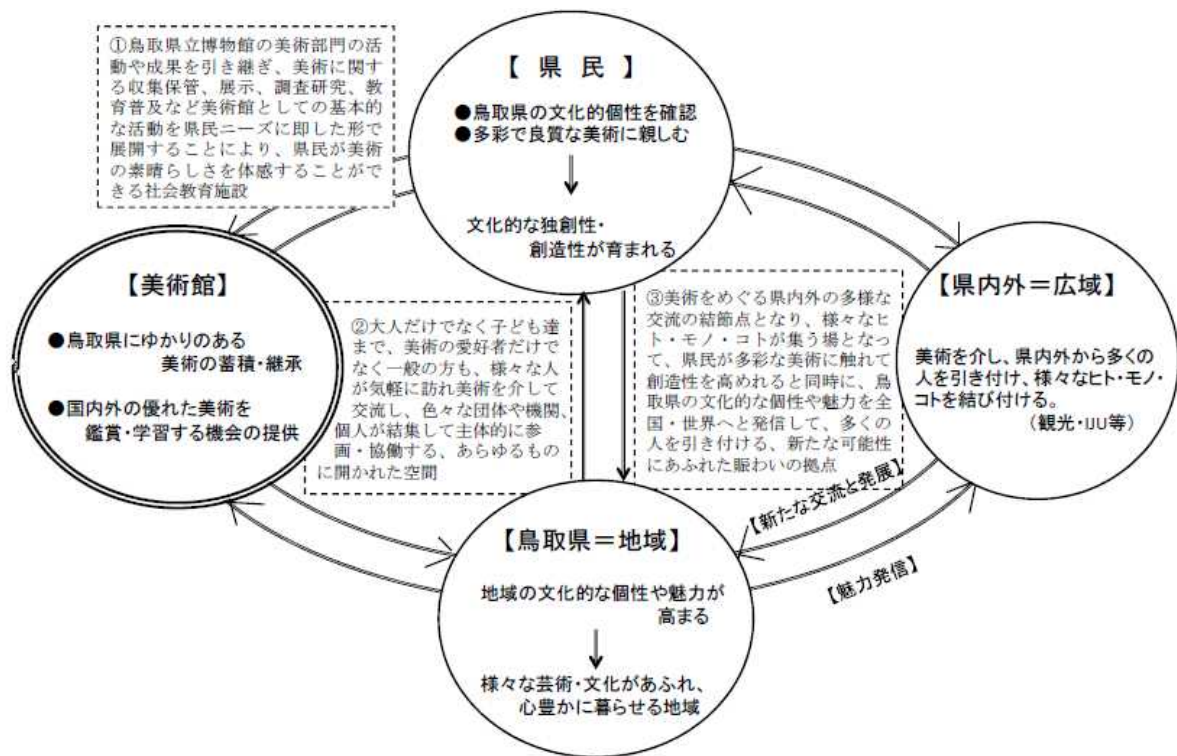 ①鳥取県立博物館の美術部門の活
動や成果を引き継ぎ、美術に関す
る収集保管、展示、調査研究、教
育普及など美術館としての基本的
な活動を県民ニーズに即した形で
展開することにより、県民が美術
の素晴らしさを体感することがで
きる社会教育施設
【 県 民 】
●鳥取県の文化的個性を確認
●多彩で良質な美術に親しむ
文化的な独創性・
創造性が育まれる
【美術館】
●鳥取県にゆかりのある
美術の蓄積・継承
●国内外の優れた美術を
鑑賞・学習する機会の提供
②大人だけでなく子ども達
まで、美術の愛好者だけで
なく一般の方も、様々な人
が気軽に訪れ美術を介して
交流し、色々な団体や機関、
個人が結集して主体的に参
画・協働する、あらゆるもの
に開かれた空間
③美術をめぐる県内外の多様な
交流の結節点となり、様々なヒ
ト・モノ・コトが集う場となっ
て、県民が多彩な美術に触れて
創造性を高めれると同時に、鳥
取県の文化的な個性や魅力を全
国・世界へと発信して、多くの
人を引き付ける、新たな可能性
にあふれた賑わいの拠点
【県内外＝広域】
美術を介し、県内外から多くの
人を引き付け、様々なヒト・モノ・
コトを結び付ける。
（観光・IJU等）
【新たな交流と発展】
【魅力発信】
【鳥取県＝地域】
地域の文化的な個性や魅力が
高まる
様々な芸術・文化があふれ、
心豊かに暮らせる地域